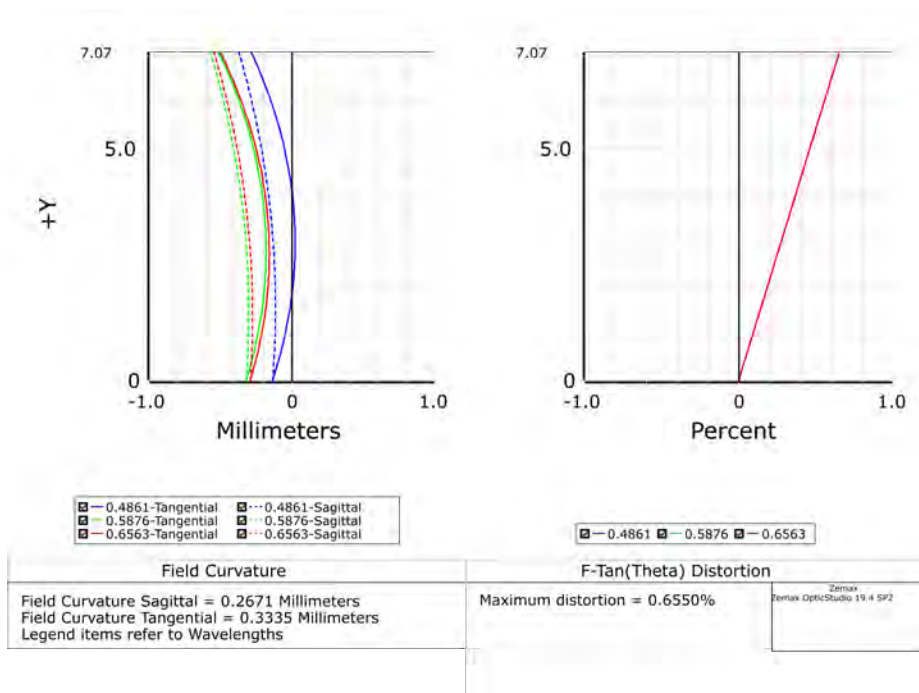 7.07
5.0
0
+Y
-1.0 0 1.0
Millimeters
7.07
5.0
0
-1.0 0 1.0
Percent
0.4861-Tangential 0.4861-Sagittal
0.5876-Tangential 0.5876-Sagittal
0.6563-Tangential 0.6563-Sagittal
0.4861 0.5876 0.6563
Field Curvature
Field Curvature Sagittal = 0.2671 Millimeters
Field Curvature Tangential = 0.3335 Millimeters
Legend items refer to Wavelengths
F-Tan(Theta) Distortion
Maximum distortion = 0.6550%
Zemax
Zemax OpticStudio 19.4 SP2